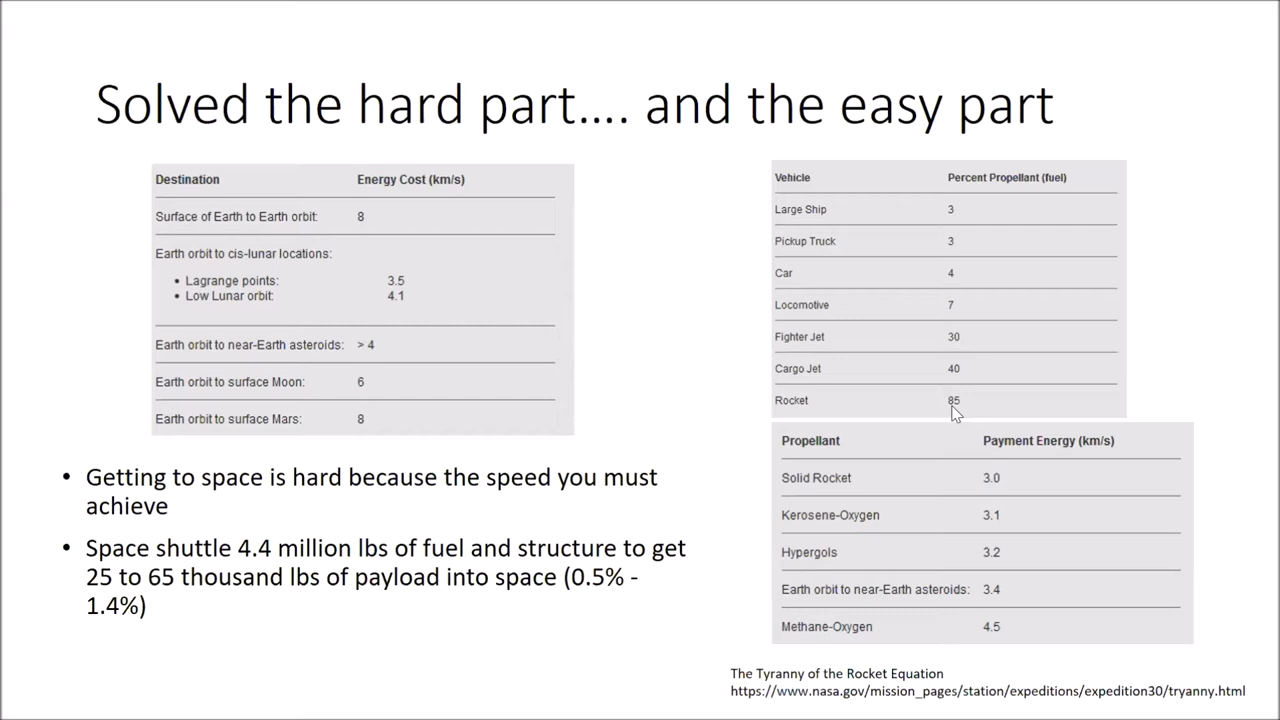 Solved the hard part.... and the easy part
Destination Energy Cost (km/s)
Surface of Earth to Earth orbit: 8
Earth orbit to cis-lunar locations:
• Lagrange points: 3.5
• Low Lunar orbit: 4.1
Earth orbit to near-Earth asteroids: > 4
Earth orbit to surface Moon: 6
Earth orbit to surface Mars: 8
• Getting to space is hard because the speed you must
achieve
• Space shuttle 4.4 million lbs of fuel and structure to get
25 to 65 thousand lbs of payload into space (0.5% -
1.4%)
Vehicle Percent Propellant (fuel)
Large Ship 3
Pickup Truck 3
Car 4
Locomotive 7
Fighter Jet 30
Cargo Jet 40
Rocket 85
Propellant Payment Energy (km/s)
Solid Rocket 3.0
Kerosene-Oxygen 3.1
Hypergols 3.2
Earth orbit to near-Earth asteroids: 3.4
Methane-Oxygen 4.5
The Tyranny of the Rocket Equation
https://www.nasa.gov/mission_pages/station/expeditions/expedition30/tryanny.html